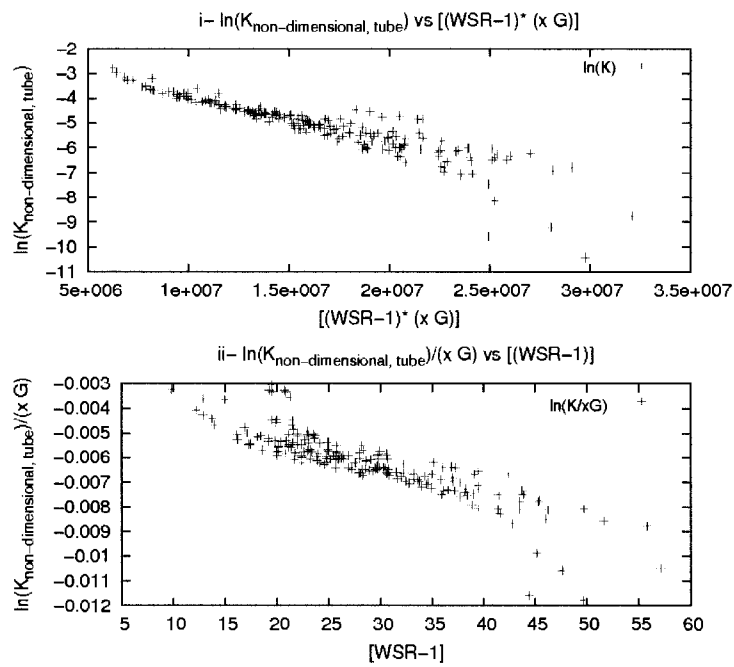 i− ln(Knon−dimensional, tube) vs [(WSR−1)* (x G)]
ln(K)
ln(Knon−dimensional, tube)
−2
−3
−4
−5
−6
−7
−8
−9
−10
−11
5e+006 1e+007 1.5e+007 2e+007 2.5e+007 3e+007 3.5e+007
[(WSR−1)* (x G)]
ii− ln(Knon−dimensional, tube)/(x G) vs [(WSR−1)]
ln(K/xG)
ln(Knon−dimensional, tube)/(x G)
−0.003
−0.004
−0.005
−0.006
−0.007
−0.008
−0.009
−0.01
−0.011
−0.012
5 10 15 20 25 30 35 40 45 50 55 60
[WSR−1]